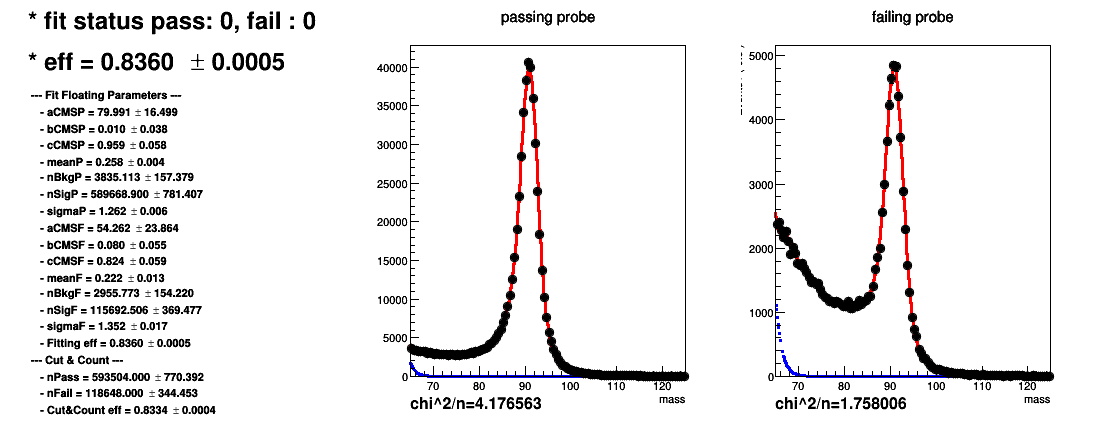 * fit status pass: 0, fail : 0
* eff = 0.8360 ± 0.0005
--- Fit Floating Parameters ---
- aCMSP = 79.991 ± 16.499
- bCMSP = 0.010 ± 0.038
- cCMSP = 0.959 ± 0.058
- meanP = 0.258 ± 0.004
- nBkgP = 3835.113 ± 157.379
- nSigP = 589668.900 ± 781.407
- sigmaP = 1.262 ± 0.006
- aCMSF = 54.262 ± 23.864
- bCMSF = 0.080 ± 0.055
- cCMSF = 0.824 ± 0.059
- meanF = 0.222 ± 0.013
- nBkgF = 2955.773 ± 154.220
- nSigF = 115692.506 ± 369.477
- sigmaF = 1.352 ± 0.017
- Fitting eff = 0.8360 ± 0.0005
--- Cut & Count ---
- nPass = 593504.000 ± 770.392
- nFail = 118648.000 ± 344.453
- Cut&Count eff = 0.8334 ± 0.0004
passing probe
40000
35000
30000
25000
20000
15000
10000
5000
0
70 80 90 100 110 120
mass
chi^2/n=4.176563
failing probe
5000
4000
3000
2000
1000
0
70 80 90 100 110 120
mass
chi^2/n=1.758006